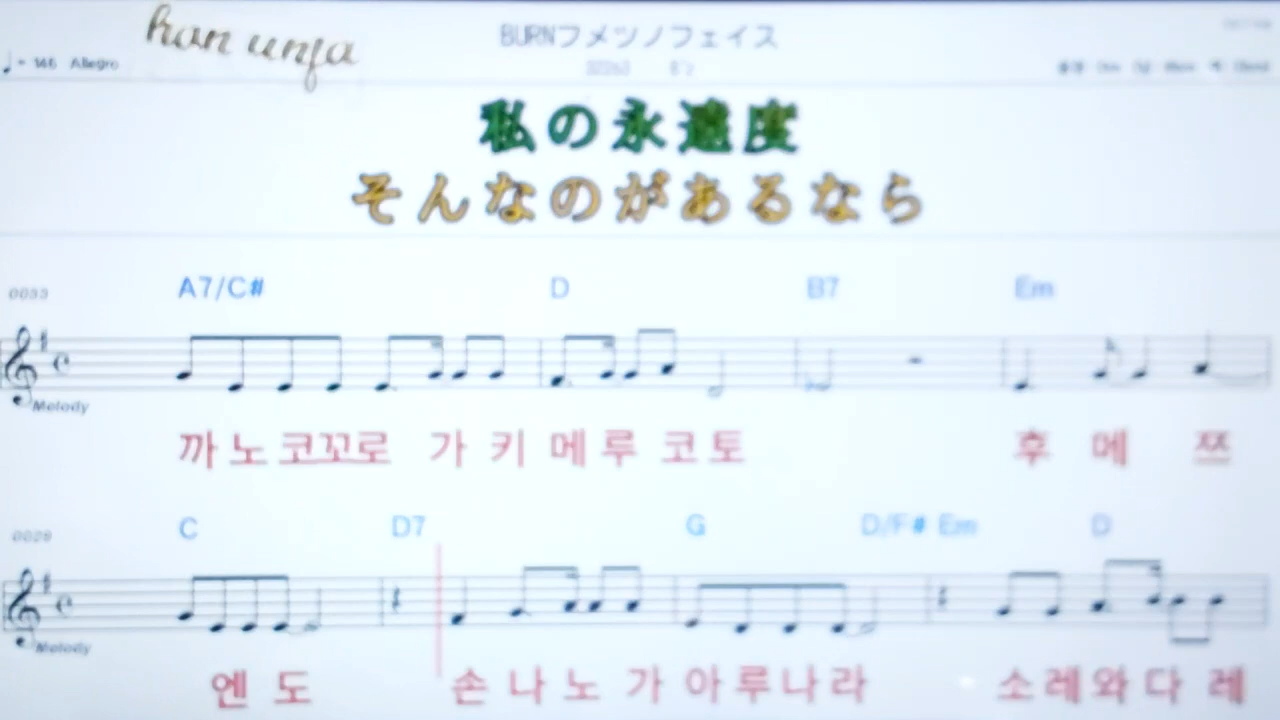 han unja
BURNフメツノフェイス
♩= 146 Allegro
私の永遠度
そんなのがあるなら
0033
A7/C# D B7 Em
Melody
까 노 코꼬로 가 키 메 루 코 토 후 메 쯔
0029
C D7 G D/F# Em D
Melody
엔 도 손 나 노 가 아 루 나 라 소 레 와 다 레